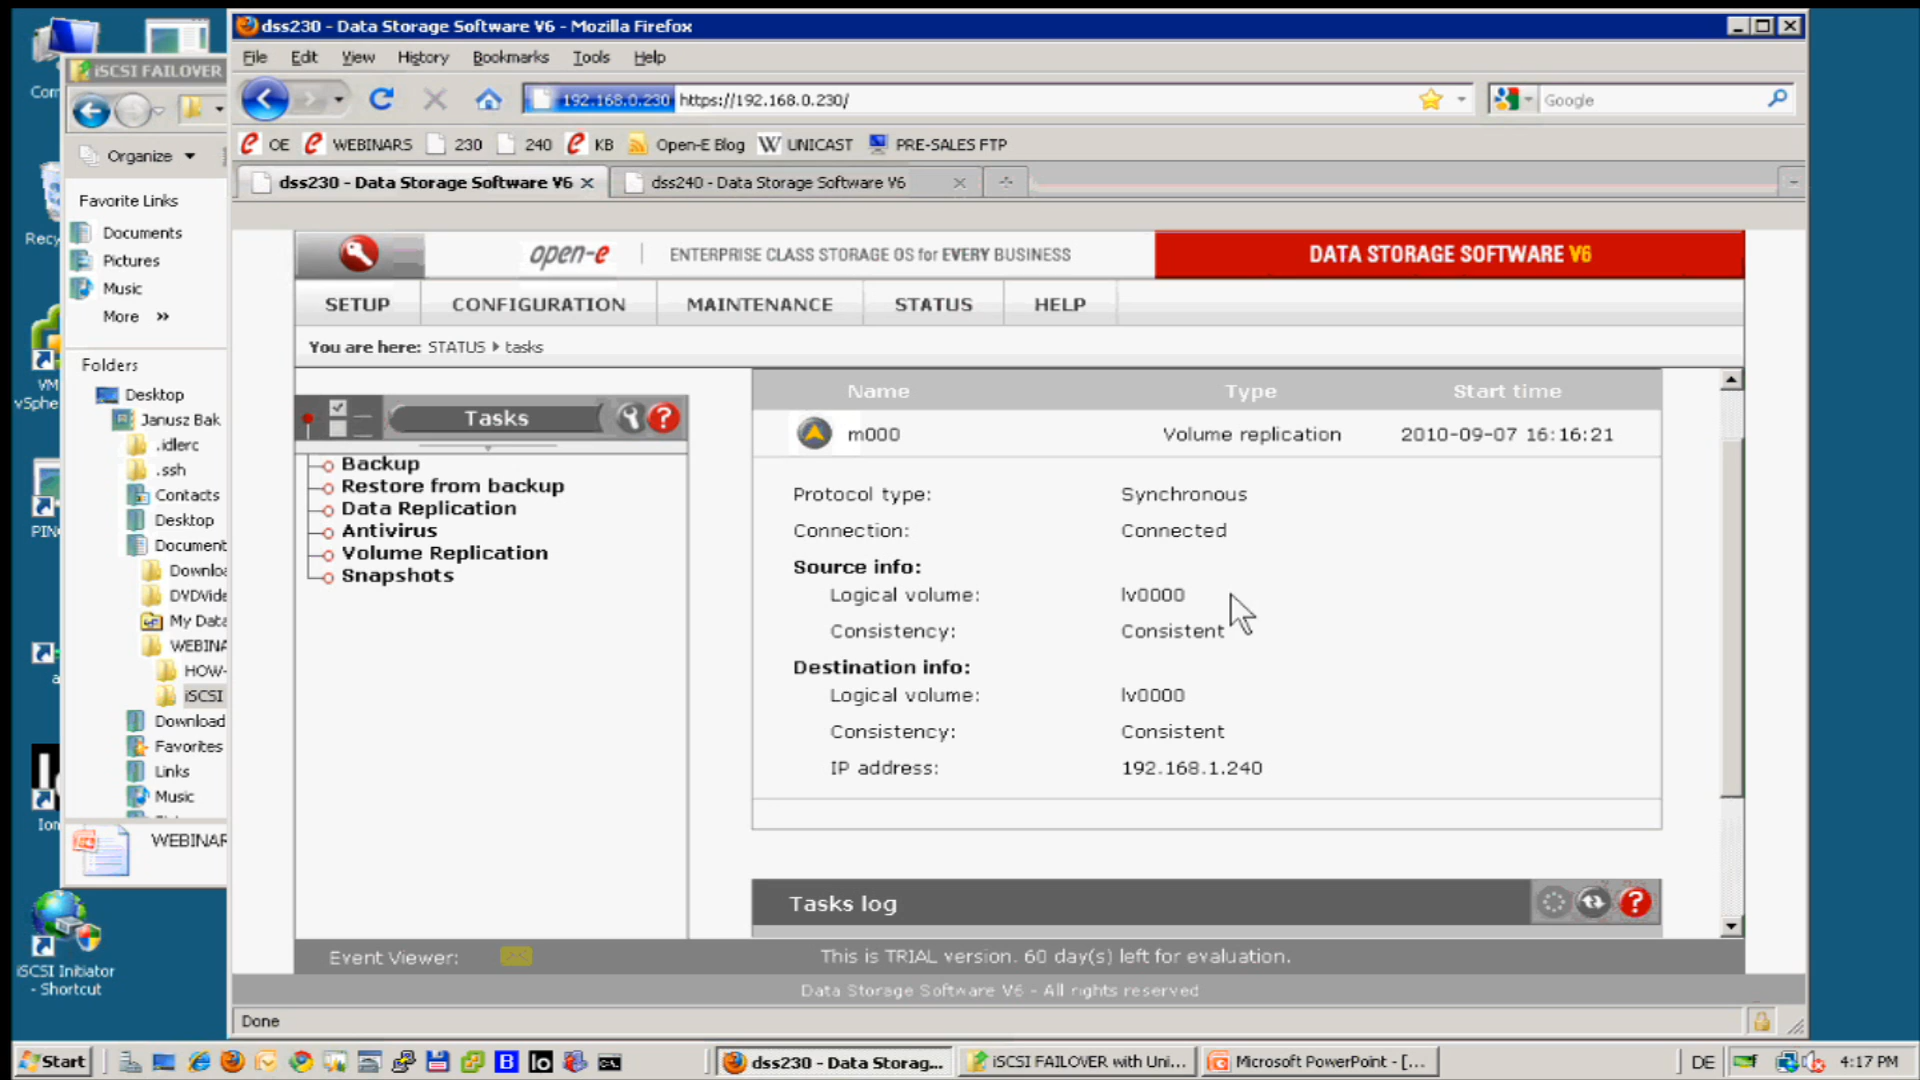 dss230 - Data Storage Software V6 - Mozilla Firefox
File Edit View History Bookmarks Tools Help
192.168.0.230 https://192.168.0.230/
Google
OE WEBINARS 230 240 KB Open-E Blog UNICAST PRE-SALES FTP
dss230 - Data Storage Software V6
dss240 - Data Storage Software V6
iSCSI FAILOVER
Organize
Favorite Links
Documents
Pictures
Music
More »
Folders
Desktop
Janusz Bak
.idlerc
.ssh
Contacts
Desktop
Document
Downloa
DVDVide
My Data
WEBINA
HOW-
iSCSI
Download
Favorites
Links
Music
WEBINAR
Com
Recy
VM
vSphe
PIN
Ion
iSCSI Initiator
- Shortcut
open-e ENTERPRISE CLASS STORAGE OS for EVERY BUSINESS
DATA STORAGE SOFTWARE V6
SETUP CONFIGURATION MAINTENANCE STATUS HELP
You are here: STATUS tasks
Tasks
Backup
Restore from backup
Data Replication
Antivirus
Volume Replication
Snapshots
Name Type Start time
m000 Volume replication 2010-09-07 16:16:21
Protocol type: Synchronous
Connection: Connected
Source info:
Logical volume: lv0000
Consistency: Consistent
Destination info:
Logical volume: lv0000
Consistency: Consistent
IP address: 192.168.1.240
Tasks log
Event Viewer:
This is TRIAL version. 60 day(s) left for evaluation.
Data Storage Software V6 - All rights reserved
Done
Start
dss230 - Data Storag...
iSCSI FAILOVER with Uni...
Microsoft PowerPoint - [...
DE
4:17 PM